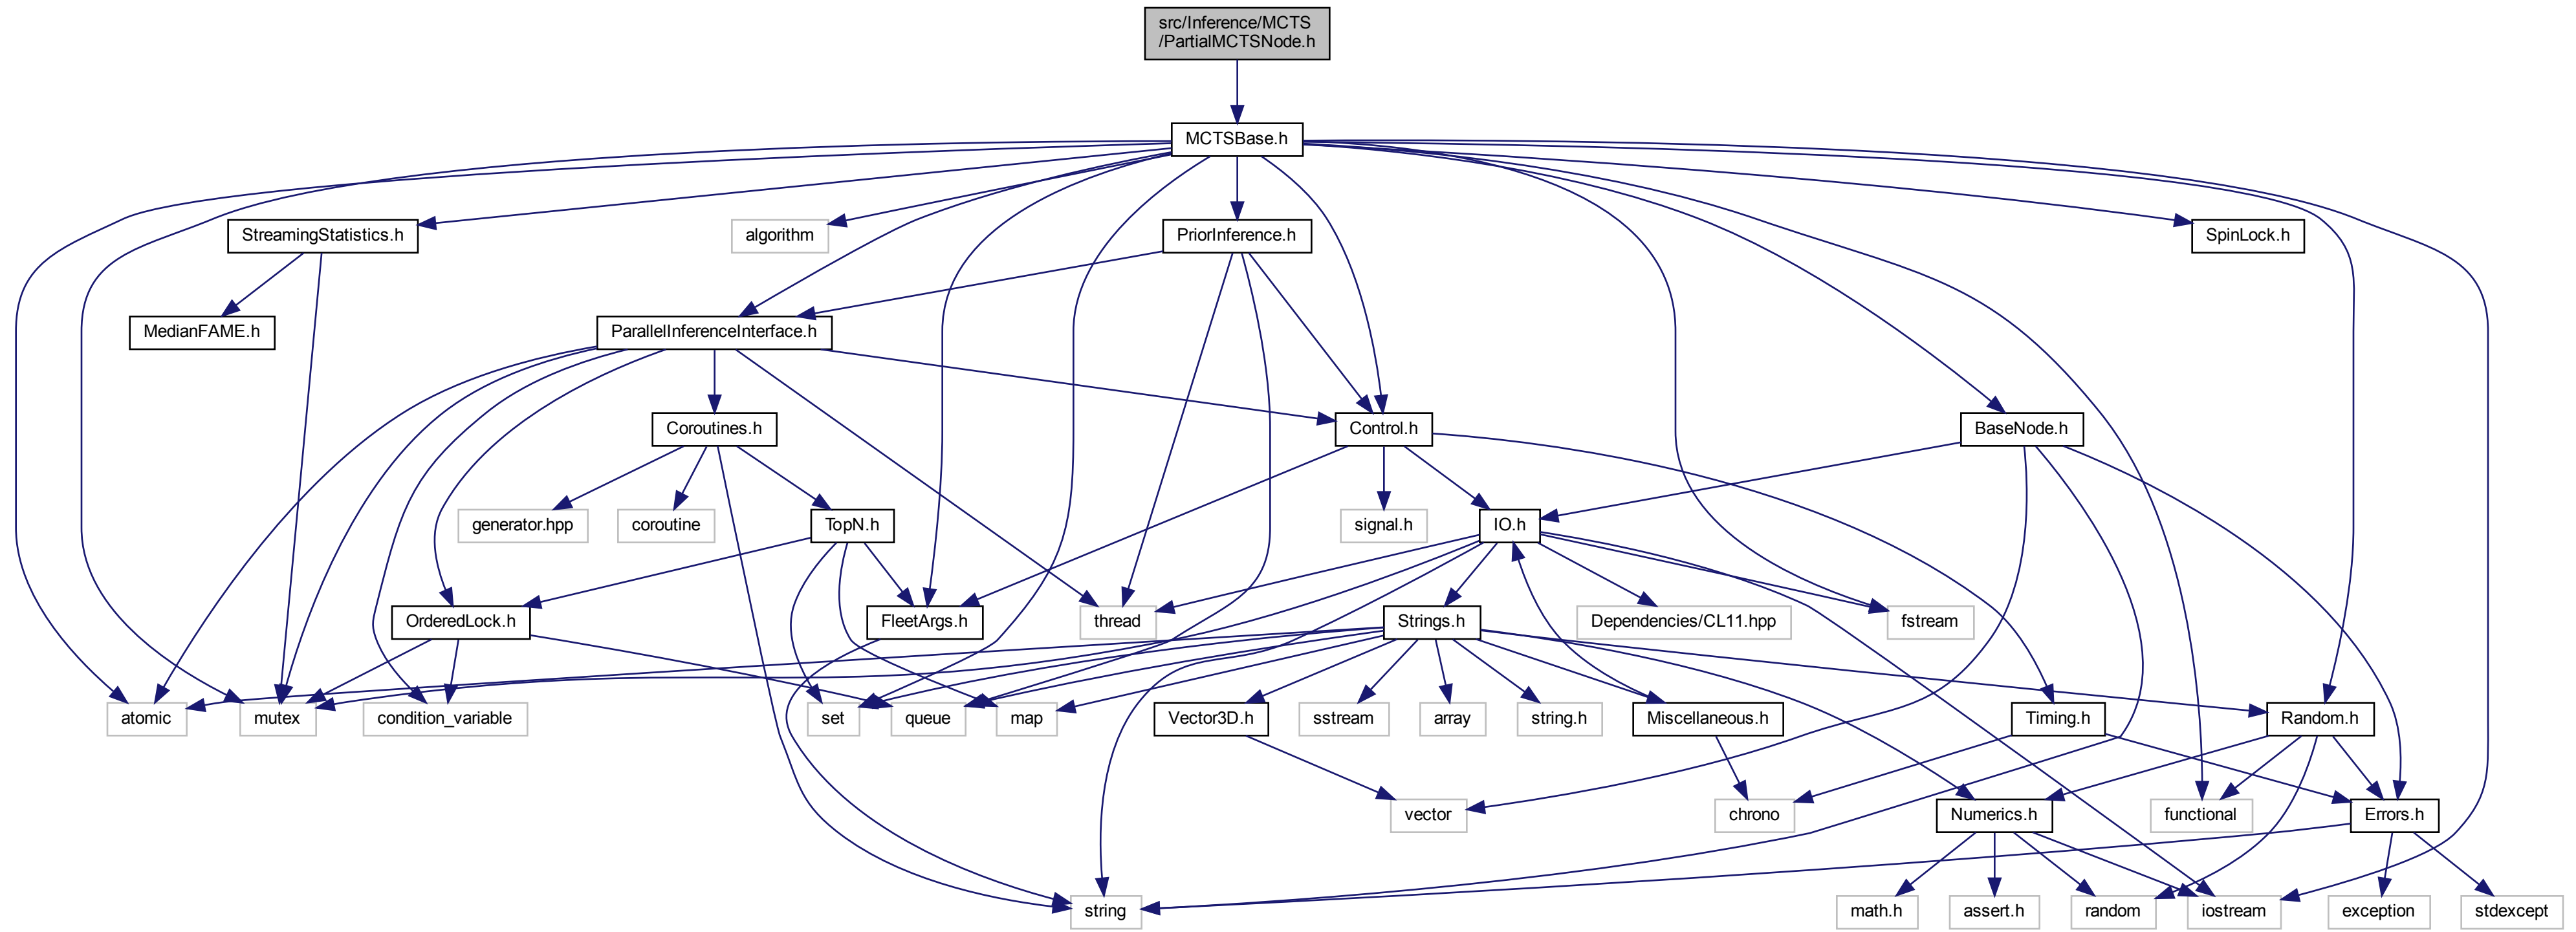 src/Inference/MCTS
/PartialMCTSNode.h
MCTSBase.h
StreamingStatistics.h
algorithm
PriorInference.h
SpinLock.h
MedianFAME.h
ParallelInferenceInterface.h
Coroutines.h
Control.h
BaseNode.h
generator.hpp
coroutine
TopN.h
signal.h
IO.h
OrderedLock.h
FleetArgs.h
thread
Strings.h
Dependencies/CL11.hpp
fstream
atomic
mutex
condition_variable
set
queue
map
Vector3D.h
sstream
array
string.h
Miscellaneous.h
Timing.h
Random.h
vector
chrono
Numerics.h
functional
Errors.h
string
math.h
assert.h
random
iostream
exception
stdexcept